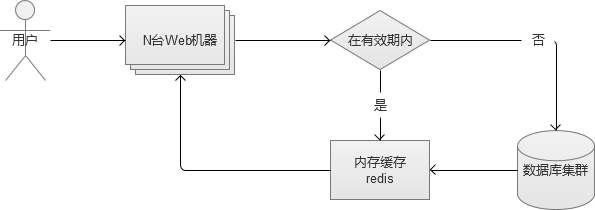 用户
N台Web机器
在有效期内
否
是
内存缓存
redis
数据库集群